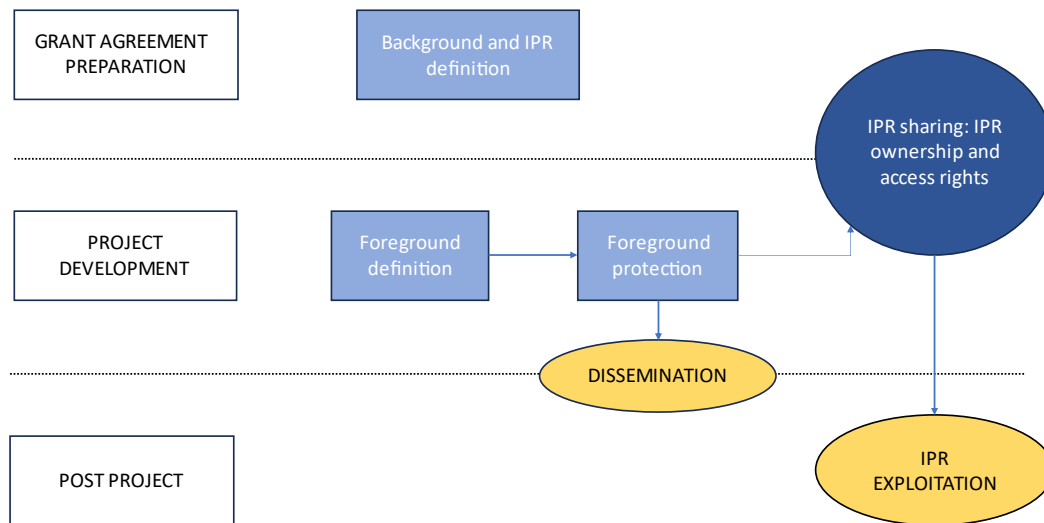 GRANT AGREEMENT
PREPARATION
Background and IPR
definition
IPR sharing: IPR
ownership and
access rights
PROJECT
DEVELOPMENT
Foreground
definition
Foreground
protection
DISSEMINATION
POST PROJECT
IPR
EXPLOITATION